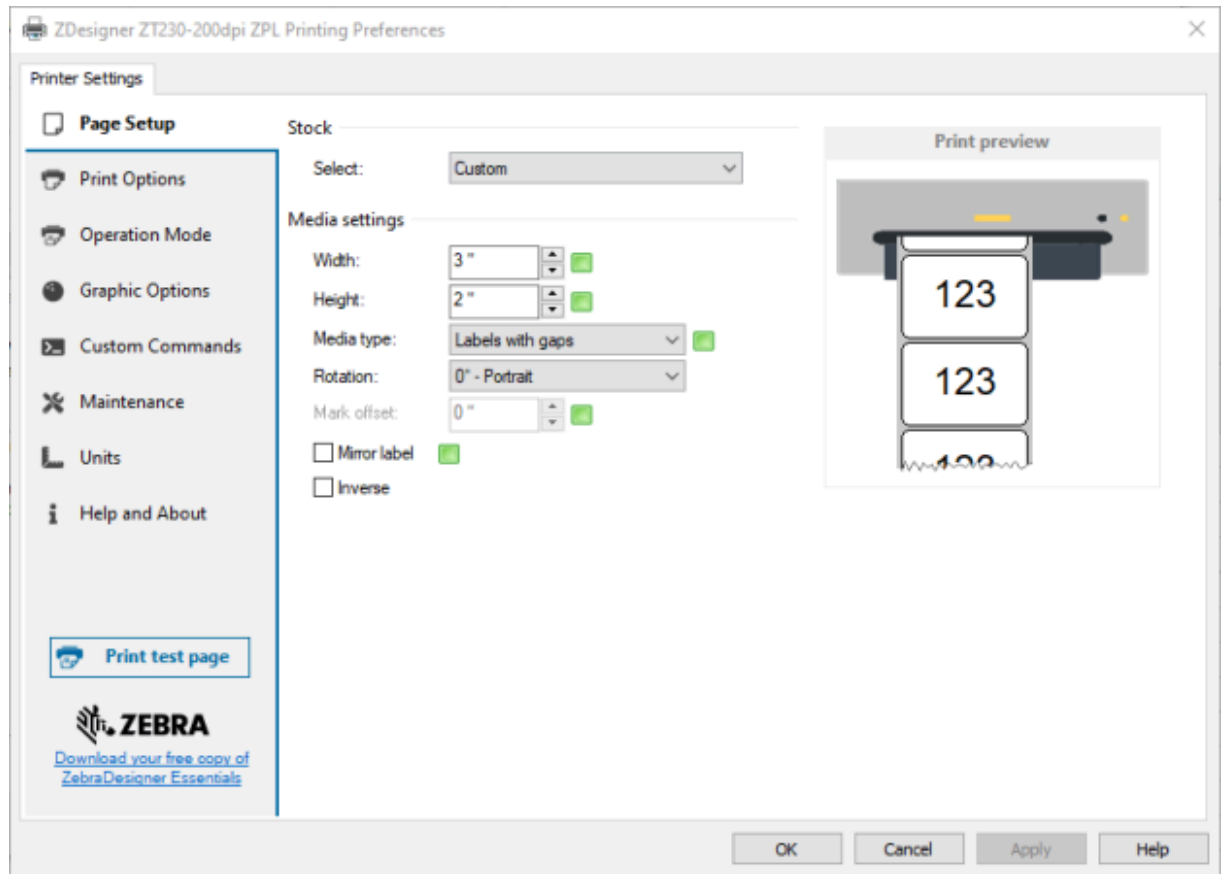 ZDesigner ZT230-200dpi ZPL Printing Preferences
Printer Settings
Page Setup
Print Options
Operation Mode
Graphic Options
Custom Commands
Maintenance
Units
Help and About
Print test page
ZEBRA
Download your free copy of
ZebraDesigner Essentials
Stock
Select: Custom
Media settings
Width: 3 "
Height: 2 "
Media type: Labels with gaps
Rotation: 0° - Portrait
Mark offset: 0 "
Mirror label
Inverse
Print preview
123
123
123
OK Cancel Apply Help